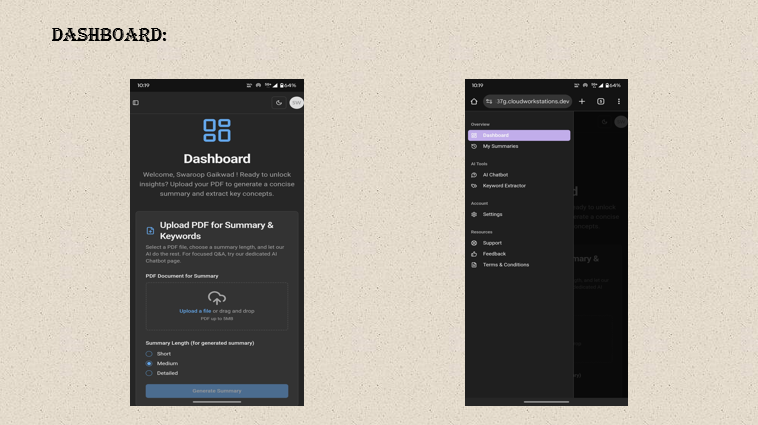 DASHBOARD:
10:19
64%
SW
Dashboard
Welcome, Swaroop Gaikwad ! Ready to unlock
insights? Upload your PDF to generate a concise
summary and extract key concepts.
Upload PDF for Summary &
Keywords
Select a PDF file, choose a summary length, and let our
AI do the rest. For focused Q&A, try our dedicated AI
Chatbot page.
PDF Document for Summary
Upload a file or drag and drop
PDF up to 5MB
Summary Length (for generated summary)
Short
Medium
Detailed
Generate Summary
10:19
64%
37g.cloudworkstations.dev
Overview
Dashboard
My Summaries
AI Tools
AI Chatbot
Keyword Extractor
Account
Settings
Resources
Support
Feedback
Terms & Conditions